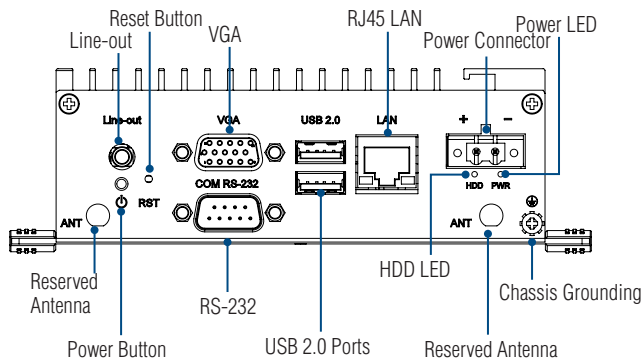 Reset Button
Line-out
VGA
RJ45 LAN
Power LED
Power Connector
Line-out
VGA
USB 2.0
LAN
+ −
COM RS-232
HDD PWR
RST
ANT
ANT
Reserved
Antenna
RS-232
HDD LED
Chassis Grounding
Power Button
USB 2.0 Ports
Reserved Antenna